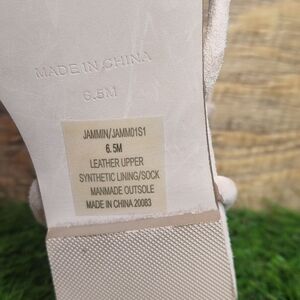 MADE IN CHINA
6.5M
JAMMIN/JAMM01S1
6.5M
LEATHER UPPER
SYNTHETIC LINING/SOCK
MANMADE OUTSOLE
MADE IN CHINA 20083